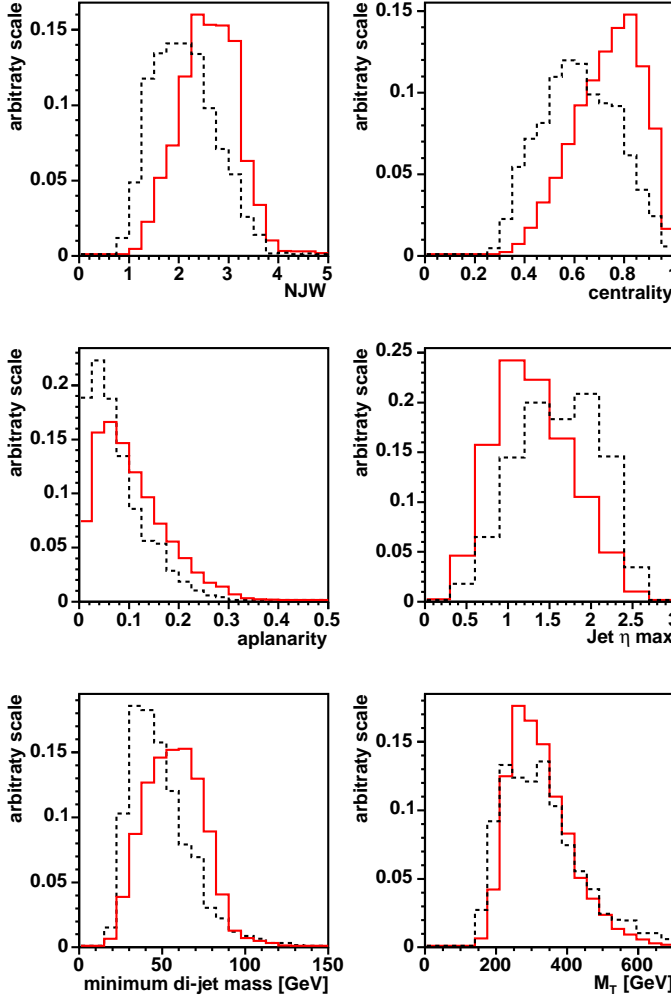 arbitraty scale
0.15
0.1
0.05
0
0 1 2 3 4 5
NJW
arbitraty scale
0.15
0.1
0.05
0
0 0.2 0.4 0.6 0.8 1
centrality
arbitraty scale
0.2
0.15
0.1
0.05
0
0 0.1 0.2 0.3 0.4 0.5
aplanarity
arbitraty scale
0.25
0.2
0.15
0.1
0.05
0
0 0.5 1 1.5 2 2.5 3
Jet η max
arbitraty scale
0.15
0.1
0.05
0
0 50 100 150
minimum di-jet mass [GeV]
arbitraty scale
0.15
0.1
0.05
0
0 200 400 600
M_T [GeV]